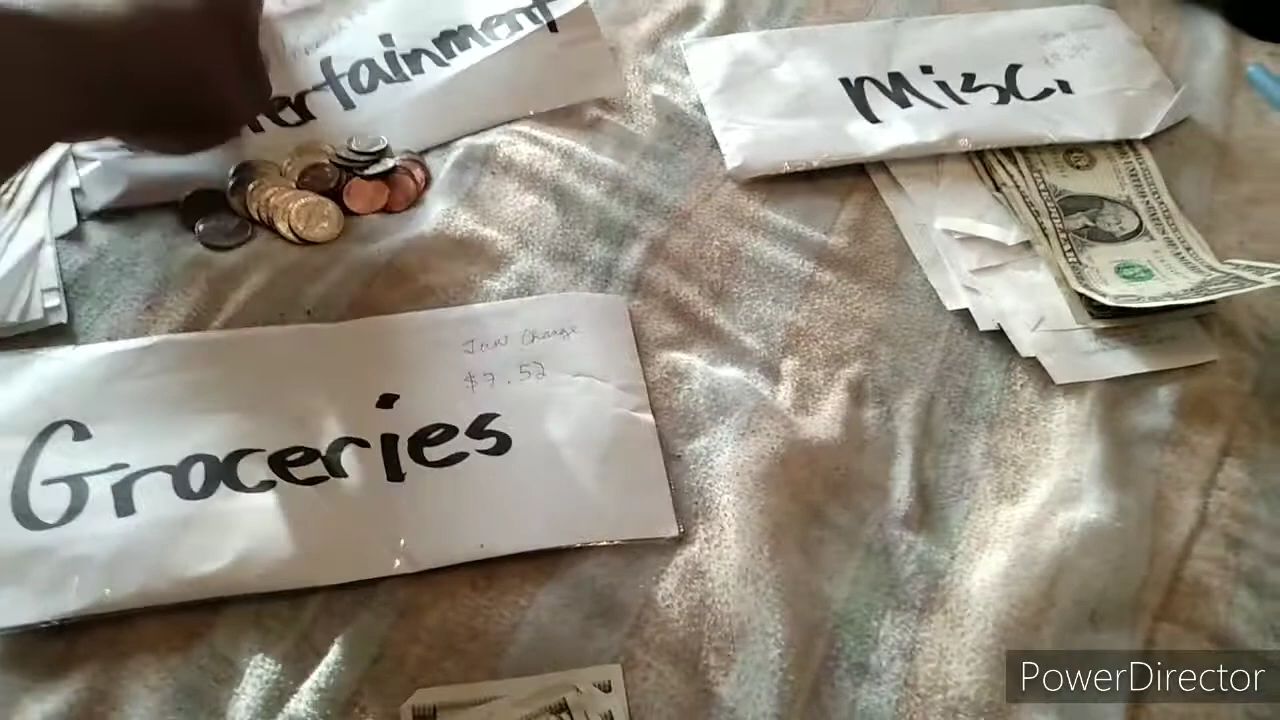 ertainment
Misc.
Jan Change
$7.52
Groceries
PowerDirector